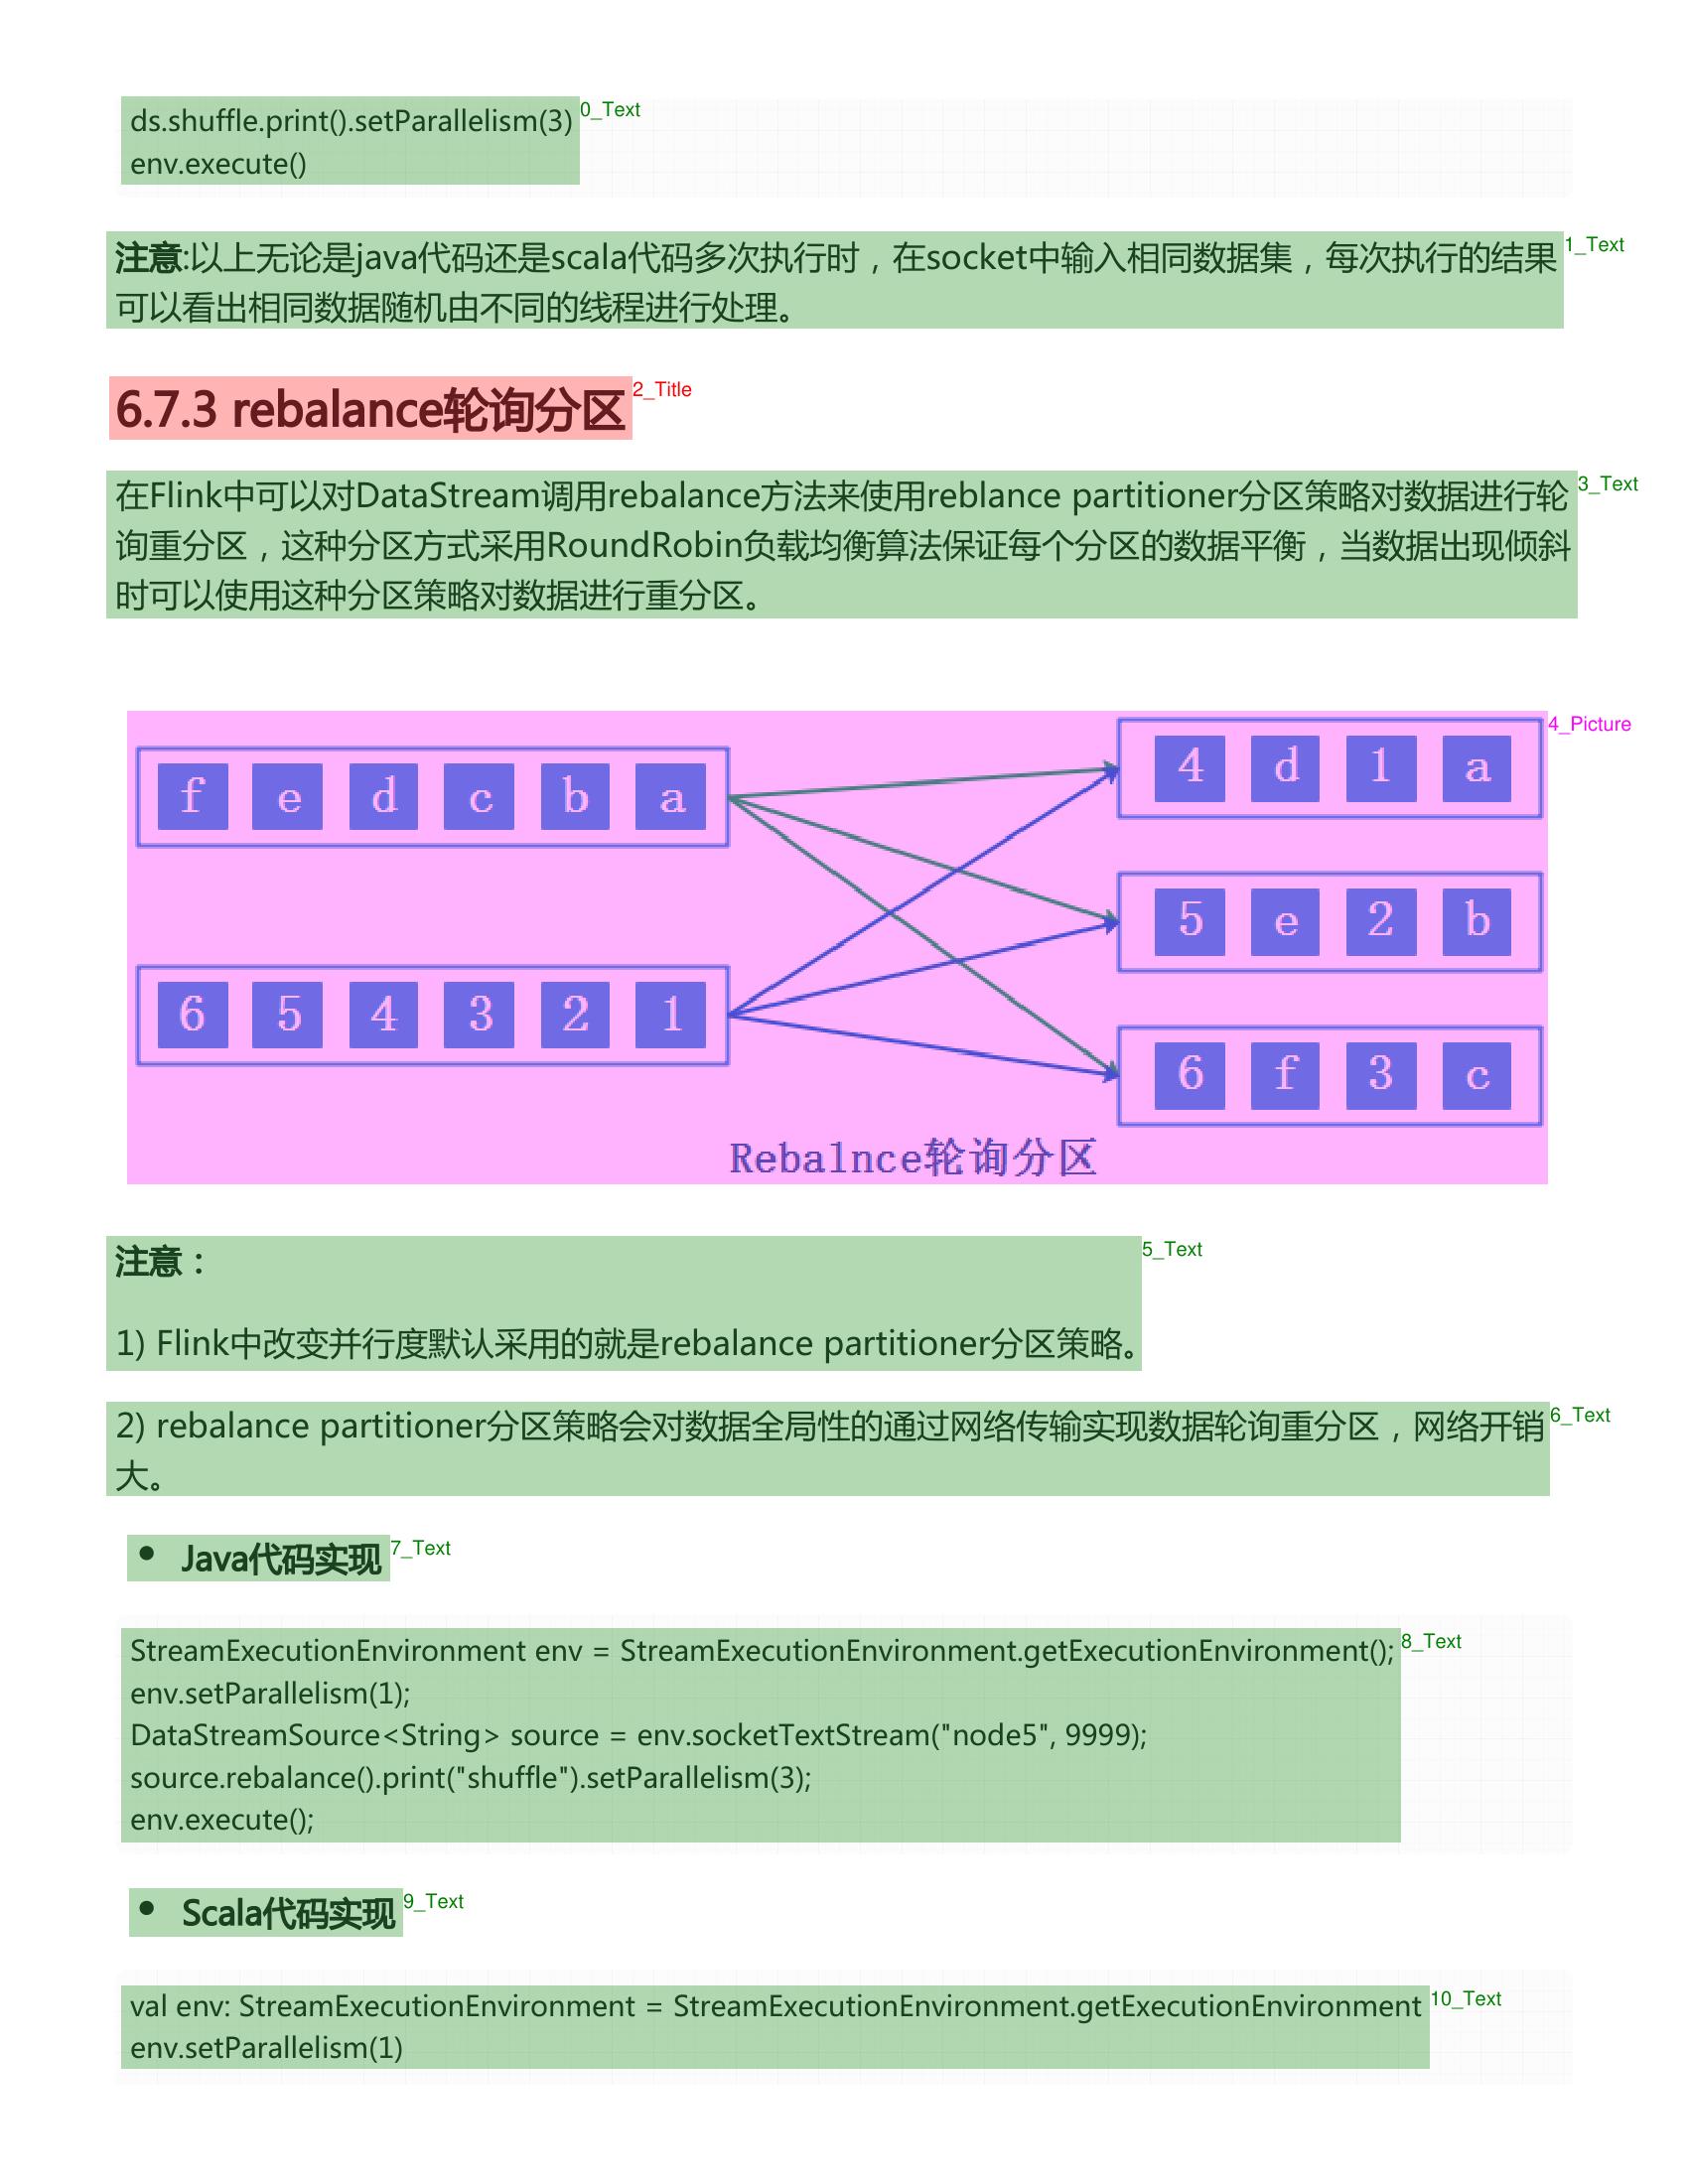 ds.shuffle.print().setParallelism(3)
0_Text
env.execute()
注意:以上无论是java代码还是scala代码多次执行时，在socket中输入相同数据集，每次执行的结果
1_Text
可以看出相同数据随机由不同的线程进行处理。
6.7.3 rebalance轮询分区
2_Title
在Flink中可以对DataStream调用rebalance方法来使用reblance partitioner分区策略对数据进行轮
3_Text
询重分区，这种分区方式采用RoundRobin负载均衡算法保证每个分区的数据平衡，当数据出现倾斜
时可以使用这种分区策略对数据进行重分区。
4_Picture
f e d c b a
6 5 4 3 2 1
4 d 1 a
5 e 2 b
6 f 3 c
Rebalnce轮询分区
注意：
5_Text
1) Flink中改变并行度默认采用的就是rebalance partitioner分区策略。
2) rebalance partitioner分区策略会对数据全局性的通过网络传输实现数据轮询重分区，网络开销
6_Text
大。
• Java代码实现
7_Text
StreamExecutionEnvironment env = StreamExecutionEnvironment.getExecutionEnvironment();
8_Text
env.setParallelism(1);
DataStreamSource<String> source = env.socketTextStream("node5", 9999);
source.rebalance().print("shuffle").setParallelism(3);
env.execute();
• Scala代码实现
9_Text
val env: StreamExecutionEnvironment = StreamExecutionEnvironment.getExecutionEnvironment
10_Text
env.setParallelism(1)